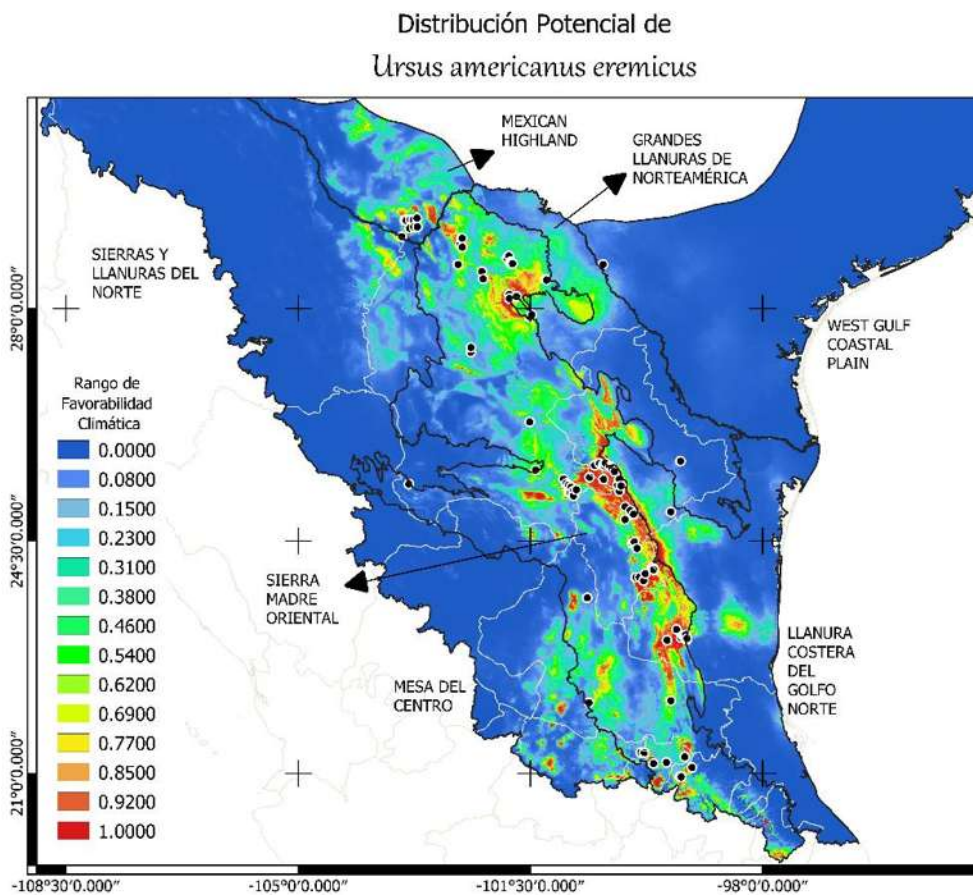 Distribución Potencial de
Ursus americanus eremicus
MEXICAN
HIGHLAND
GRANDES
LLANURAS DE
NORTEAMÉRICA
SIERRAS Y
LLANURAS DEL
NORTE
WEST GULF
COASTAL
PLAIN
SIERRA
MADRE
ORIENTAL
MESA DEL
CENTRO
LLANURA
COSTERA
DEL
GOLFO
NORTE
Rango de
Favorabilidad
Climática
0.0000
0.0800
0.1500
0.2300
0.3100
0.3800
0.4600
0.5400
0.6200
0.6900
0.7700
0.8500
0.9200
1.0000
28°0'0.000"
24°30'0.000"
21°0'0.000"
-108°30'0.000"
-105°0'0.000"
-101°30'0.000"
-98°0'0.000"